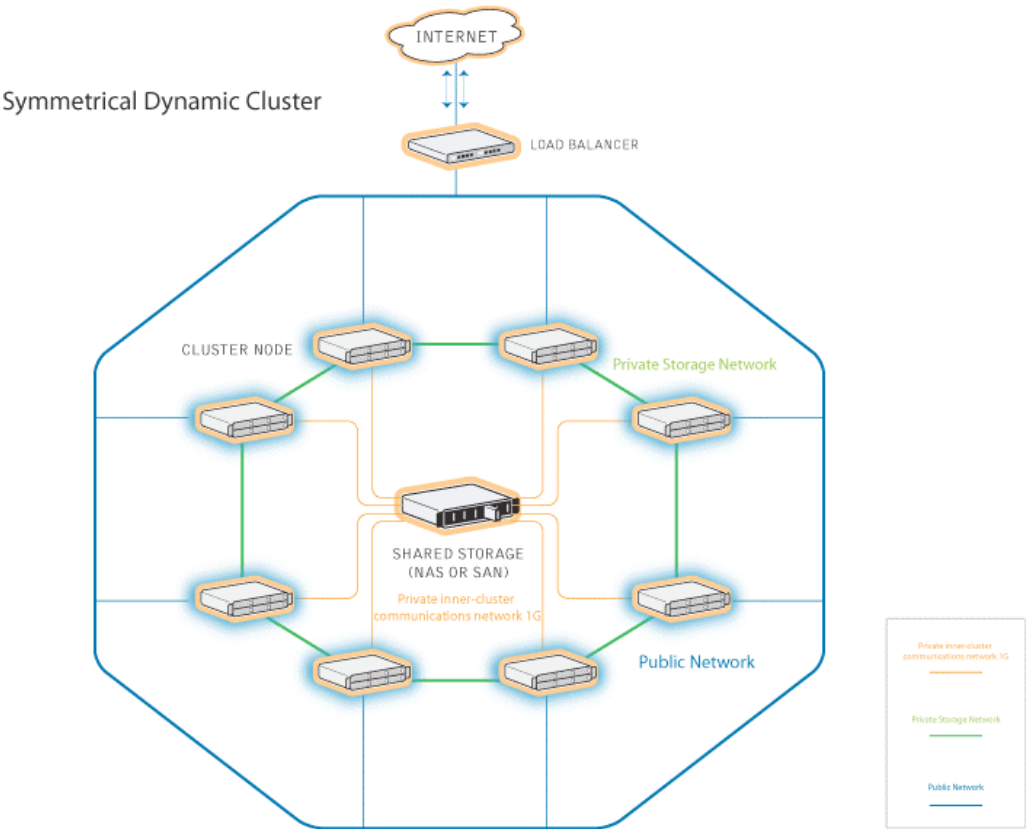 INTERNET
Symmetrical Dynamic Cluster
LOAD BALANCER
CLUSTER NODE
Private Storage Network
SHARED STORAGE
(NAS OR SAN)
Private inner-cluster
communications network 1G
Public Network
Private inner-cluster
communications network 1G
Private Storage Network
Public Network